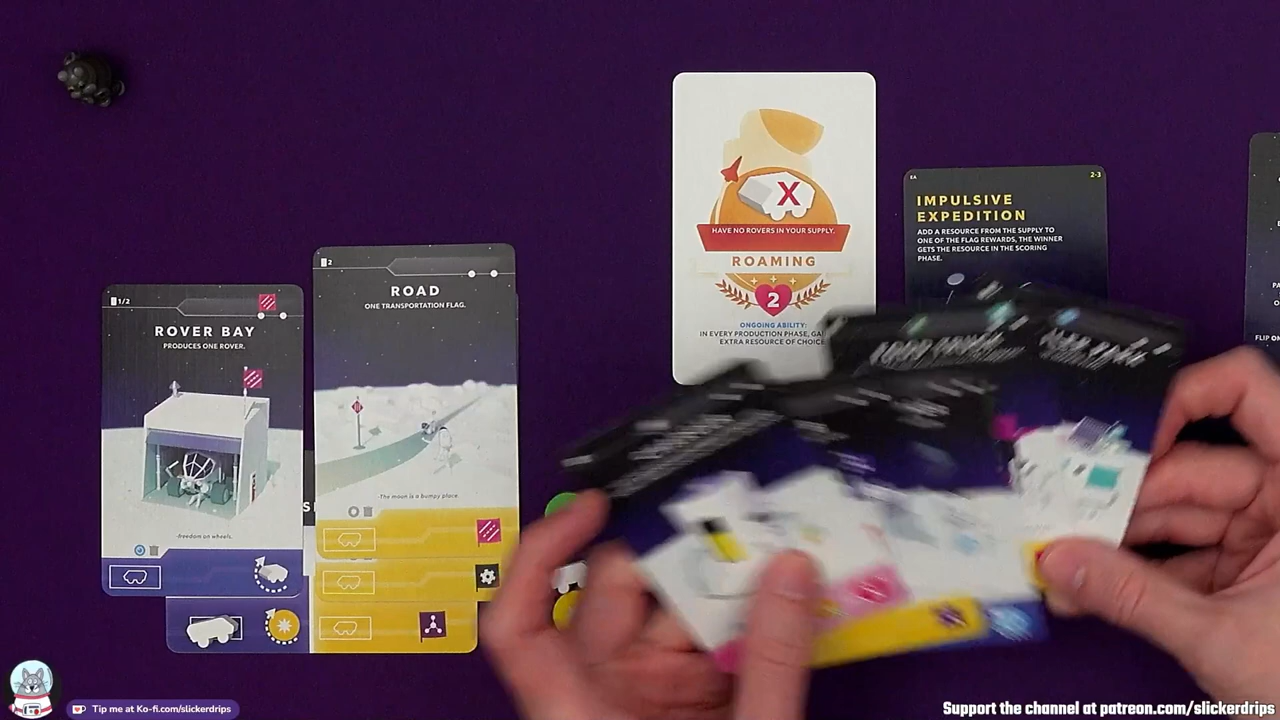 1/2
ROVER BAY
PRODUCES ONE ROVER.
-freedom on wheels.
2
ROAD
ONE TRANSPORTATION FLAG.
-The moon is a bumpy place.
X
HAVE NO ROVERS IN YOUR SUPPLY.
ROAMING
2
ONGOING ABILITY:
IN EVERY PRODUCTION PHASE, GA
EXTRA RESOURCE OF CHOICE
EA
2-3
IMPULSIVE
EXPEDITION
ADD A RESOURCE FROM THE SUPPLY TO
ONE OF THE FLAG REWARDS, THE WINNER
GETS THE RESOURCE IN THE SCORING
PHASE.
FLIP ON
Tip me at Ko-fi.com/slickerdrips
Support the channel at patreon.com/slickerdrips